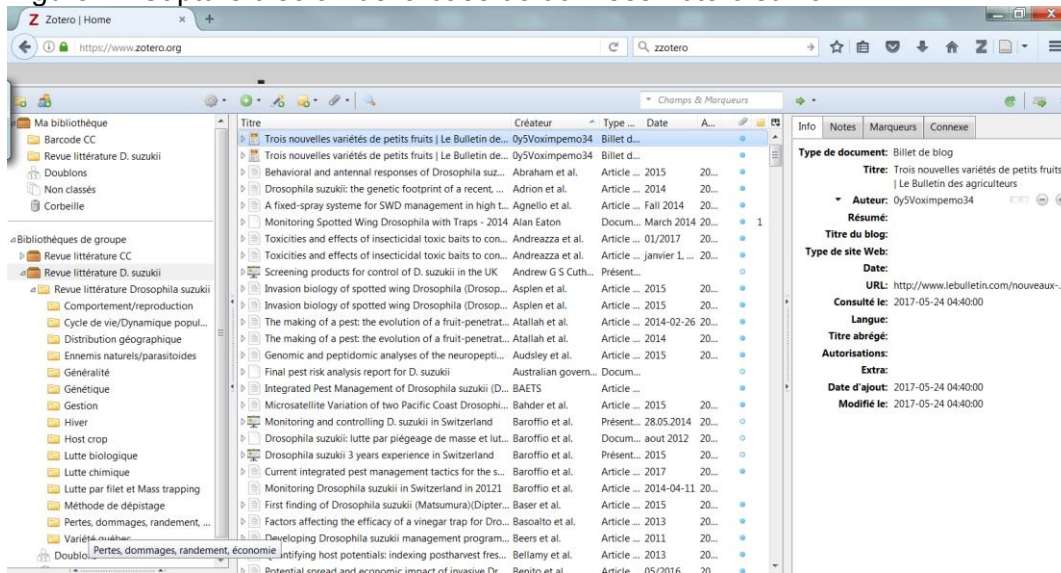 Zotero | Home
https://www.zotero.org
zzotero
Champs & Marqueurs
Ma bibliothèque
Barcode CC
Revue littérature D. suzukii
Doublons
Non classés
Corbeille
Bibliothèques de groupe
Revue littérature CC
Revue littérature D. suzukii
Revue littérature Drosophila suzukii
Comportement/reproduction
Cycle de vie/Dynamique popul...
Distribution géographique
Ennemis naturels/parasitoides
Généralité
Génétique
Gestion
Hiver
Host crop
Lutte biologique
Lutte chimique
Lutte par filet et Mass trapping
Méthode de dépistage
Pertes, dommages, randement, ...
Variété québec
Pertes, dommages, randement, économie
Titre Créateur Type ... Date A...
Trois nouvelles variétés de petits fruits | Le Bulletin de... 0y5Voximpemo34 Billet d...
Trois nouvelles variétés de petits fruits | Le Bulletin de... 0y5Voximpemo34 Billet d...
Behavioral and antennal responses of Drosophila suz... Abraham et al. Article ... 2015 20...
Drosophila suzukii: the genetic footprint of a recent, ... Adrion et al. Article ... 2014 20...
A fixed-spray system for SWD management in high t... Agnello et al. Article ... Fall 2014 20...
Monitoring Spotted Wing Drosophila with Traps - 2014 Alan Eaton Docum... March 2014 20... 1
Toxicities and effects of insecticidal toxic baits to con... Andreazza et al. Article ... 01/2017 20...
Toxicities and effects of insecticidal toxic baits to con... Andreazza et al. Article ... janvier 1, ... 20...
Screening products for control of D. suzukii in the UK Andrew G S Cuth... Présent...
Invasion biology of spotted wing Drosophila (Drosop... Asplen et al. Article ... 2015 20...
Invasion biology of spotted wing Drosophila (Drosop... Asplen et al. Article ... 2015 20...
The making of a pest: the evolution of a fruit-penetrat... Atallah et al. Article ... 2014-02-26 20...
The making of a pest: the evolution of a fruit-penetrat... Atallah et al. Article ... 2014 20...
Genomic and peptidomic analyses of the neuropepti... Audsley et al. Article ... 2015 20...
Final pest risk analysis report for D. suzukii Australian govern... Docum...
Integrated Pest Management of Drosophila suzukii (D... BAETS Article ...
Microsatellite Variation of two Pacific Coast Drosophi... Bahder et al. Article ... 2015 20...
Monitoring and controlling D. suzukii in Switzerland Baroffio et al. Présent... 28.05.2014 20...
Drosophila suzukii: lutte par piégeage de masse et lut... Baroffio et al. Docum... aout 2012 20...
Drosophila suzukii 3 years experience in Switzerland Baroffio et al. Présent... 2015 20...
Current integrated pest management tactics for the s... Baroffio et al. Article ... 2017 20...
Monitoring Drosophila suzukii in Switzerland in 20121 Baroffio et al. Article ... 2014-04-11 20...
First finding of Drosophila suzukii (Matsumura)(Dipter... Baser et al. Article ... 2015 20...
Factors affecting the efficacy of a vinegar trap for Dro... Basoalto et al. Article ... 2013 20...
Developing Drosophila suzukii management program... Beers et al. Article ... 2011 20...
Quantifying host potentials: indexing postharvest fres... Bellamy et al. Article ... 2013 20...
Potential spread and economic impact of invasive Dr... Benito et al. Article ... 05/2016 20...
Info Notes Marqueurs Connexe
Type de document: Billet de blog
Titre: Trois nouvelles variétés de petits fruits
| Le Bulletin des agriculteurs
Auteur: 0y5Voximpemo34
Résumé:
Titre du blog:
Type de site Web:
Date:
URL: http://www.lebulletin.com/nouveaux-...
Consulté le: 2017-05-24 04:40:00
Langue:
Titre abrégé:
Autorisations:
Extra:
Date d'ajout: 2017-05-24 04:40:00
Modifié le: 2017-05-24 04:40:00